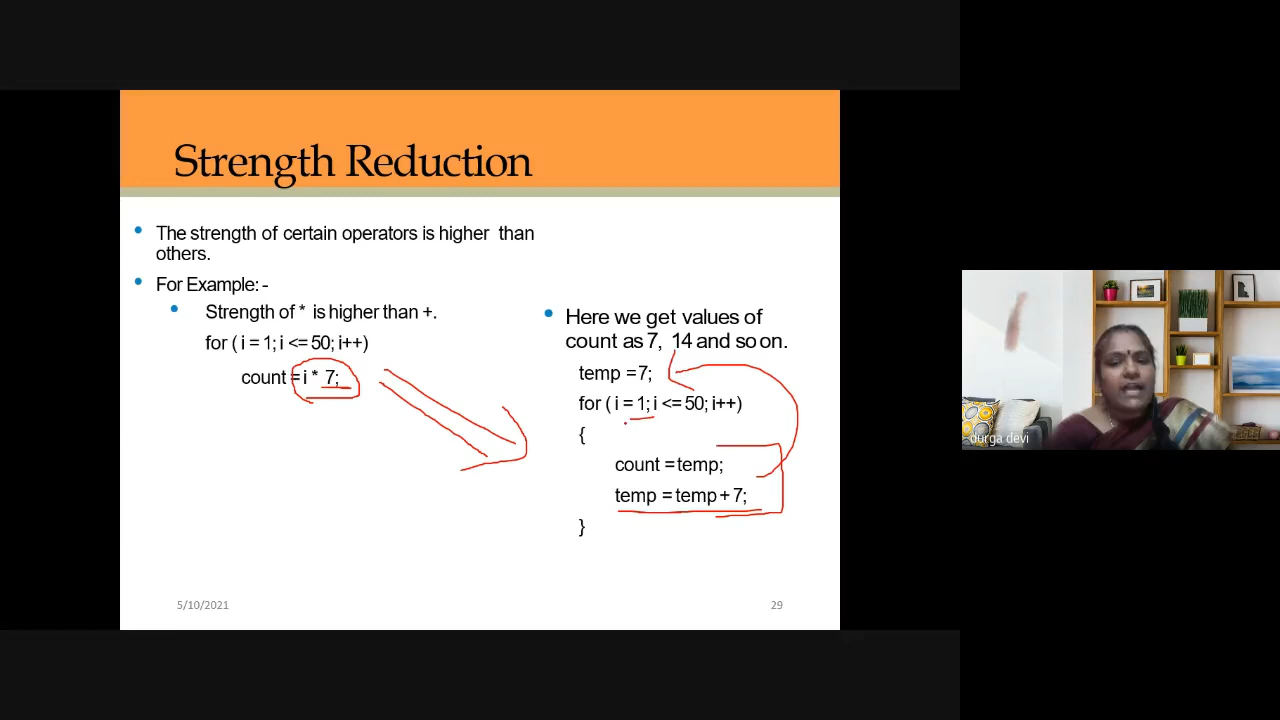 Strength Reduction
The strength of certain operators is higher than
others.
For Example: -
Strength of * is higher than +.
for ( i = 1; i <= 50; i++)
count = i * 7;
Here we get values of
count as 7, 14 and so on.
temp = 7;
for ( i = 1; i <= 50; i++)
{
count = temp;
temp = temp + 7;
}
5/10/2021
29
durga devi